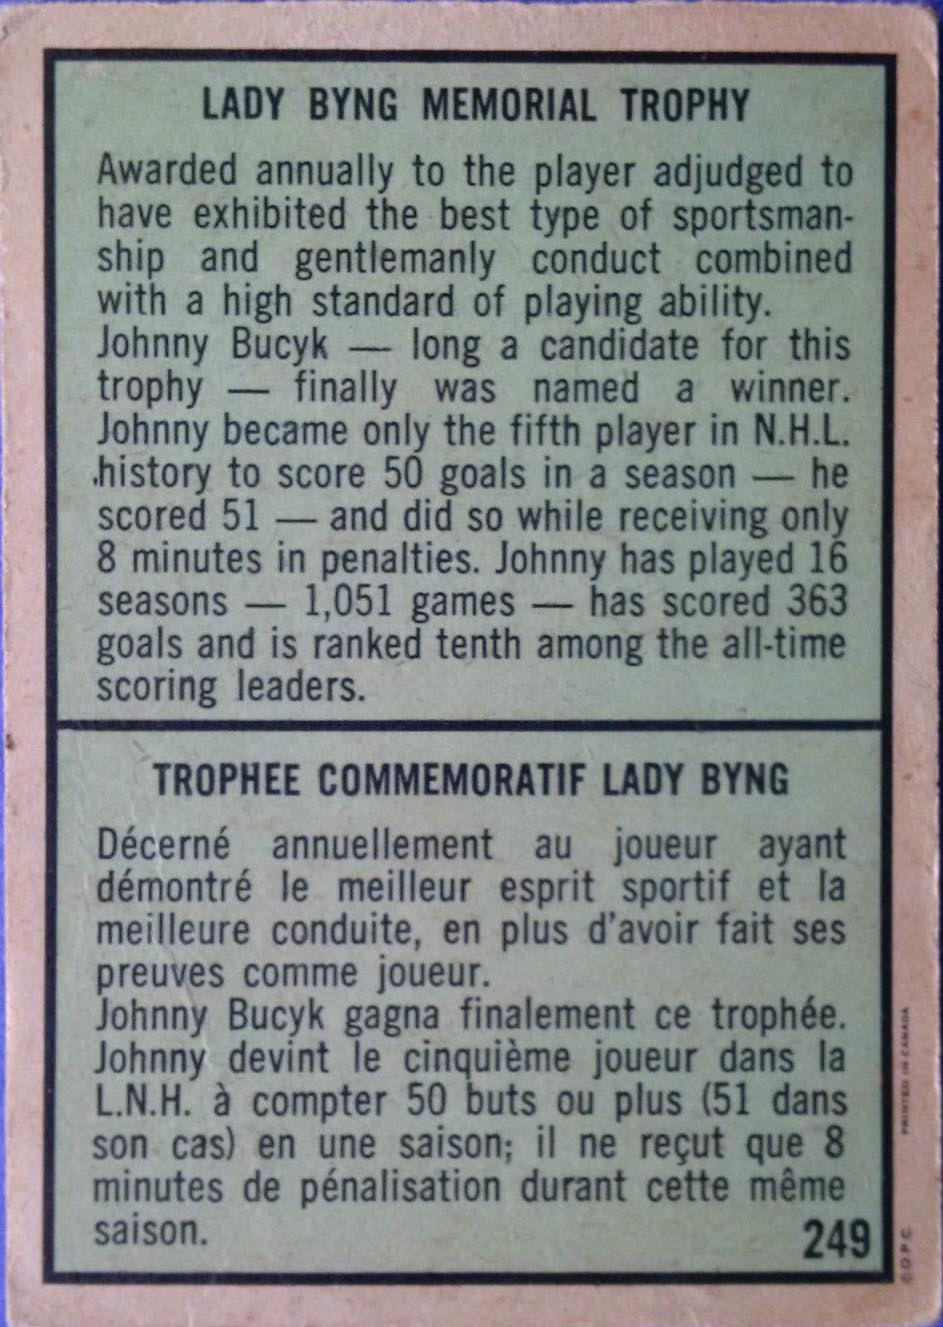 LADY BYNG MEMORIAL TROPHY
Awarded annually to the player adjudged to
have exhibited the best type of sportsman-
ship and gentlemanly conduct combined
with a high standard of playing ability.
Johnny Bucyk — long a candidate for this
trophy — finally was named a winner.
Johnny became only the fifth player in N.H.L.
history to score 50 goals in a season — he
scored 51 — and did so while receiving only
8 minutes in penalties. Johnny has played 16
seasons — 1,051 games — has scored 363
goals and is ranked tenth among the all-time
scoring leaders.
TROPHEE COMMEMORATIF LADY BYNG
Décerné annuellement au joueur ayant
démontré le meilleur esprit sportif et la
meilleure conduite, en plus d'avoir fait ses
preuves comme joueur.
Johnny Bucyk gagna finalement ce trophée.
Johnny devint le cinquième joueur dans la
L.N.H. à compter 50 buts ou plus (51 dans
son cas) en une saison; il ne reçut que 8
minutes de pénalisation durant cette même
saison.
249
©O.P.C.
PRINTED IN CANADA